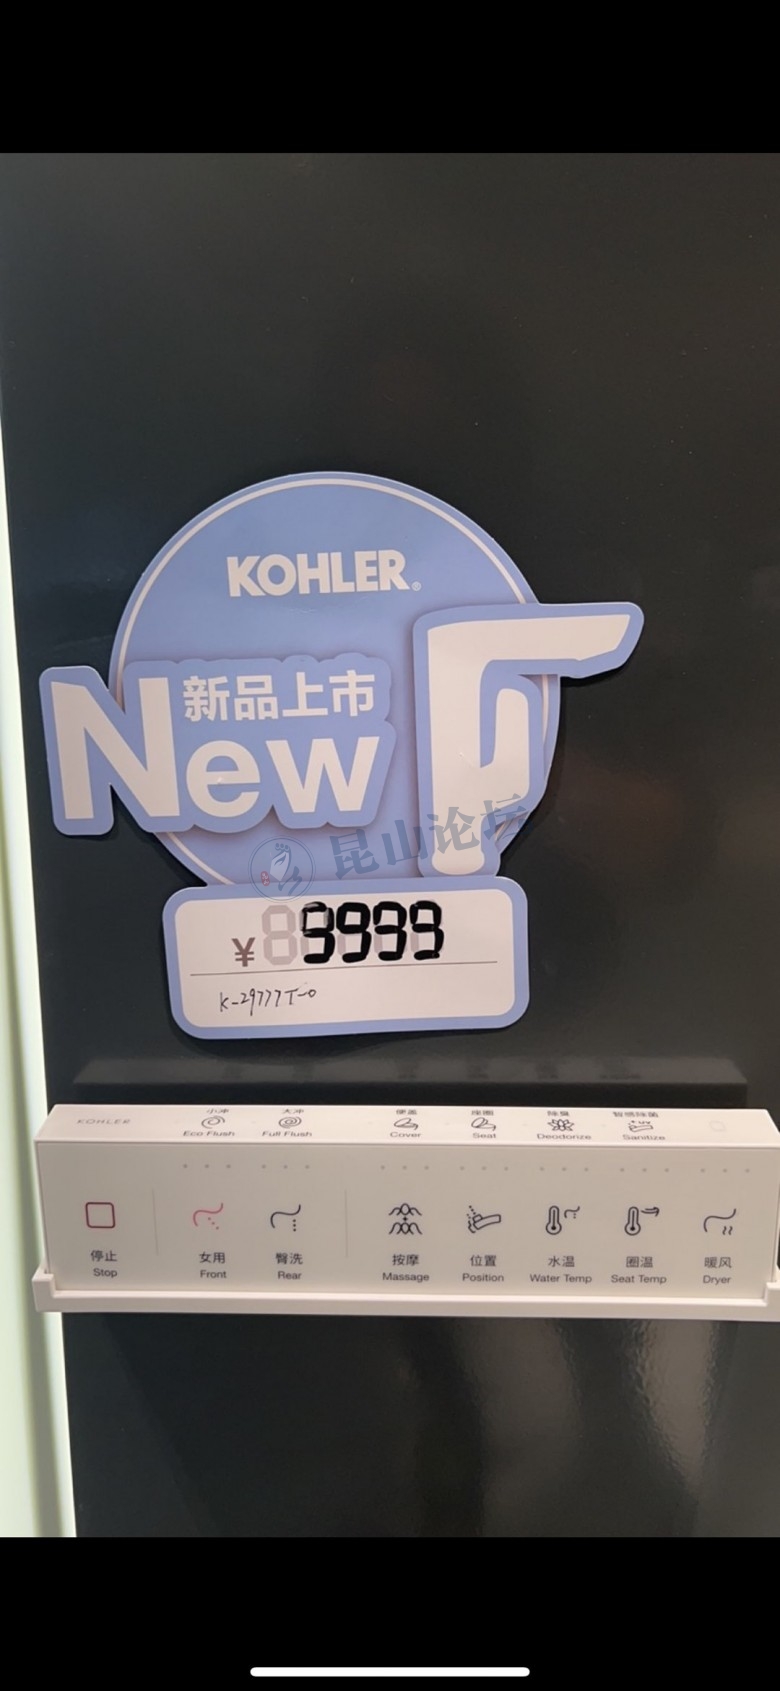 KOHLER®
新品上市
New
昆山论坛
¥ 9999
K-29777T-0
KOHLER
小冲 大冲 便盖 座圈 除臭 智感除菌
Eco Flush Full Flush Cover Seat Deodorize Sanitize
停止 女用 臀洗 按摩 位置 水温 圈温 暖风
Stop Front Rear Massage Position Water Temp Seat Temp Dryer